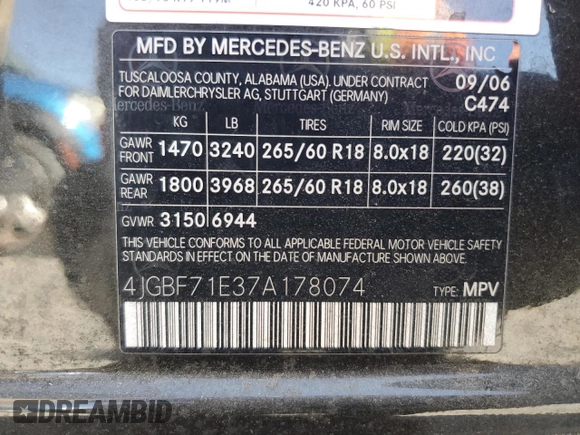 420 KPA, 60 PSI
MFD BY MERCEDES-BENZ U.S. INTL., INC
TUSCALOOSA COUNTY, ALABAMA (USA). UNDER CONTRACT 09/06
FOR DAIMLERCHRYSLER AG, STUTTGART (GERMANY) C474
KG LB TIRES RIM SIZE COLD KPA (PSI)
GAWR FRONT 1470 3240 265/60 R18 8.0x18 220(32)
GAWR REAR 1800 3968 265/60 R18 8.0x18 260(38)
GVWR 3150 6944
THIS VEHICLE CONFORMS TO ALL APPLICABLE FEDERAL MOTOR VEHICLE SAFETY
STANDARDS IN EFFECT ON THE DATE OF MANUFACTURE SHOWN ABOVE.
4JGBF71E37A178074 TYPE: MPV
DREAMBID